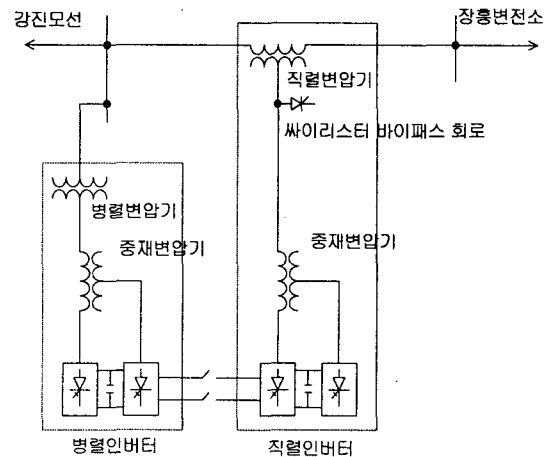 강진모선
장흥변전소
직렬변압기
싸이리스터 바이패스 회로
병렬변압기
중재변압기
중재변압기
병렬인버터
직렬인버터